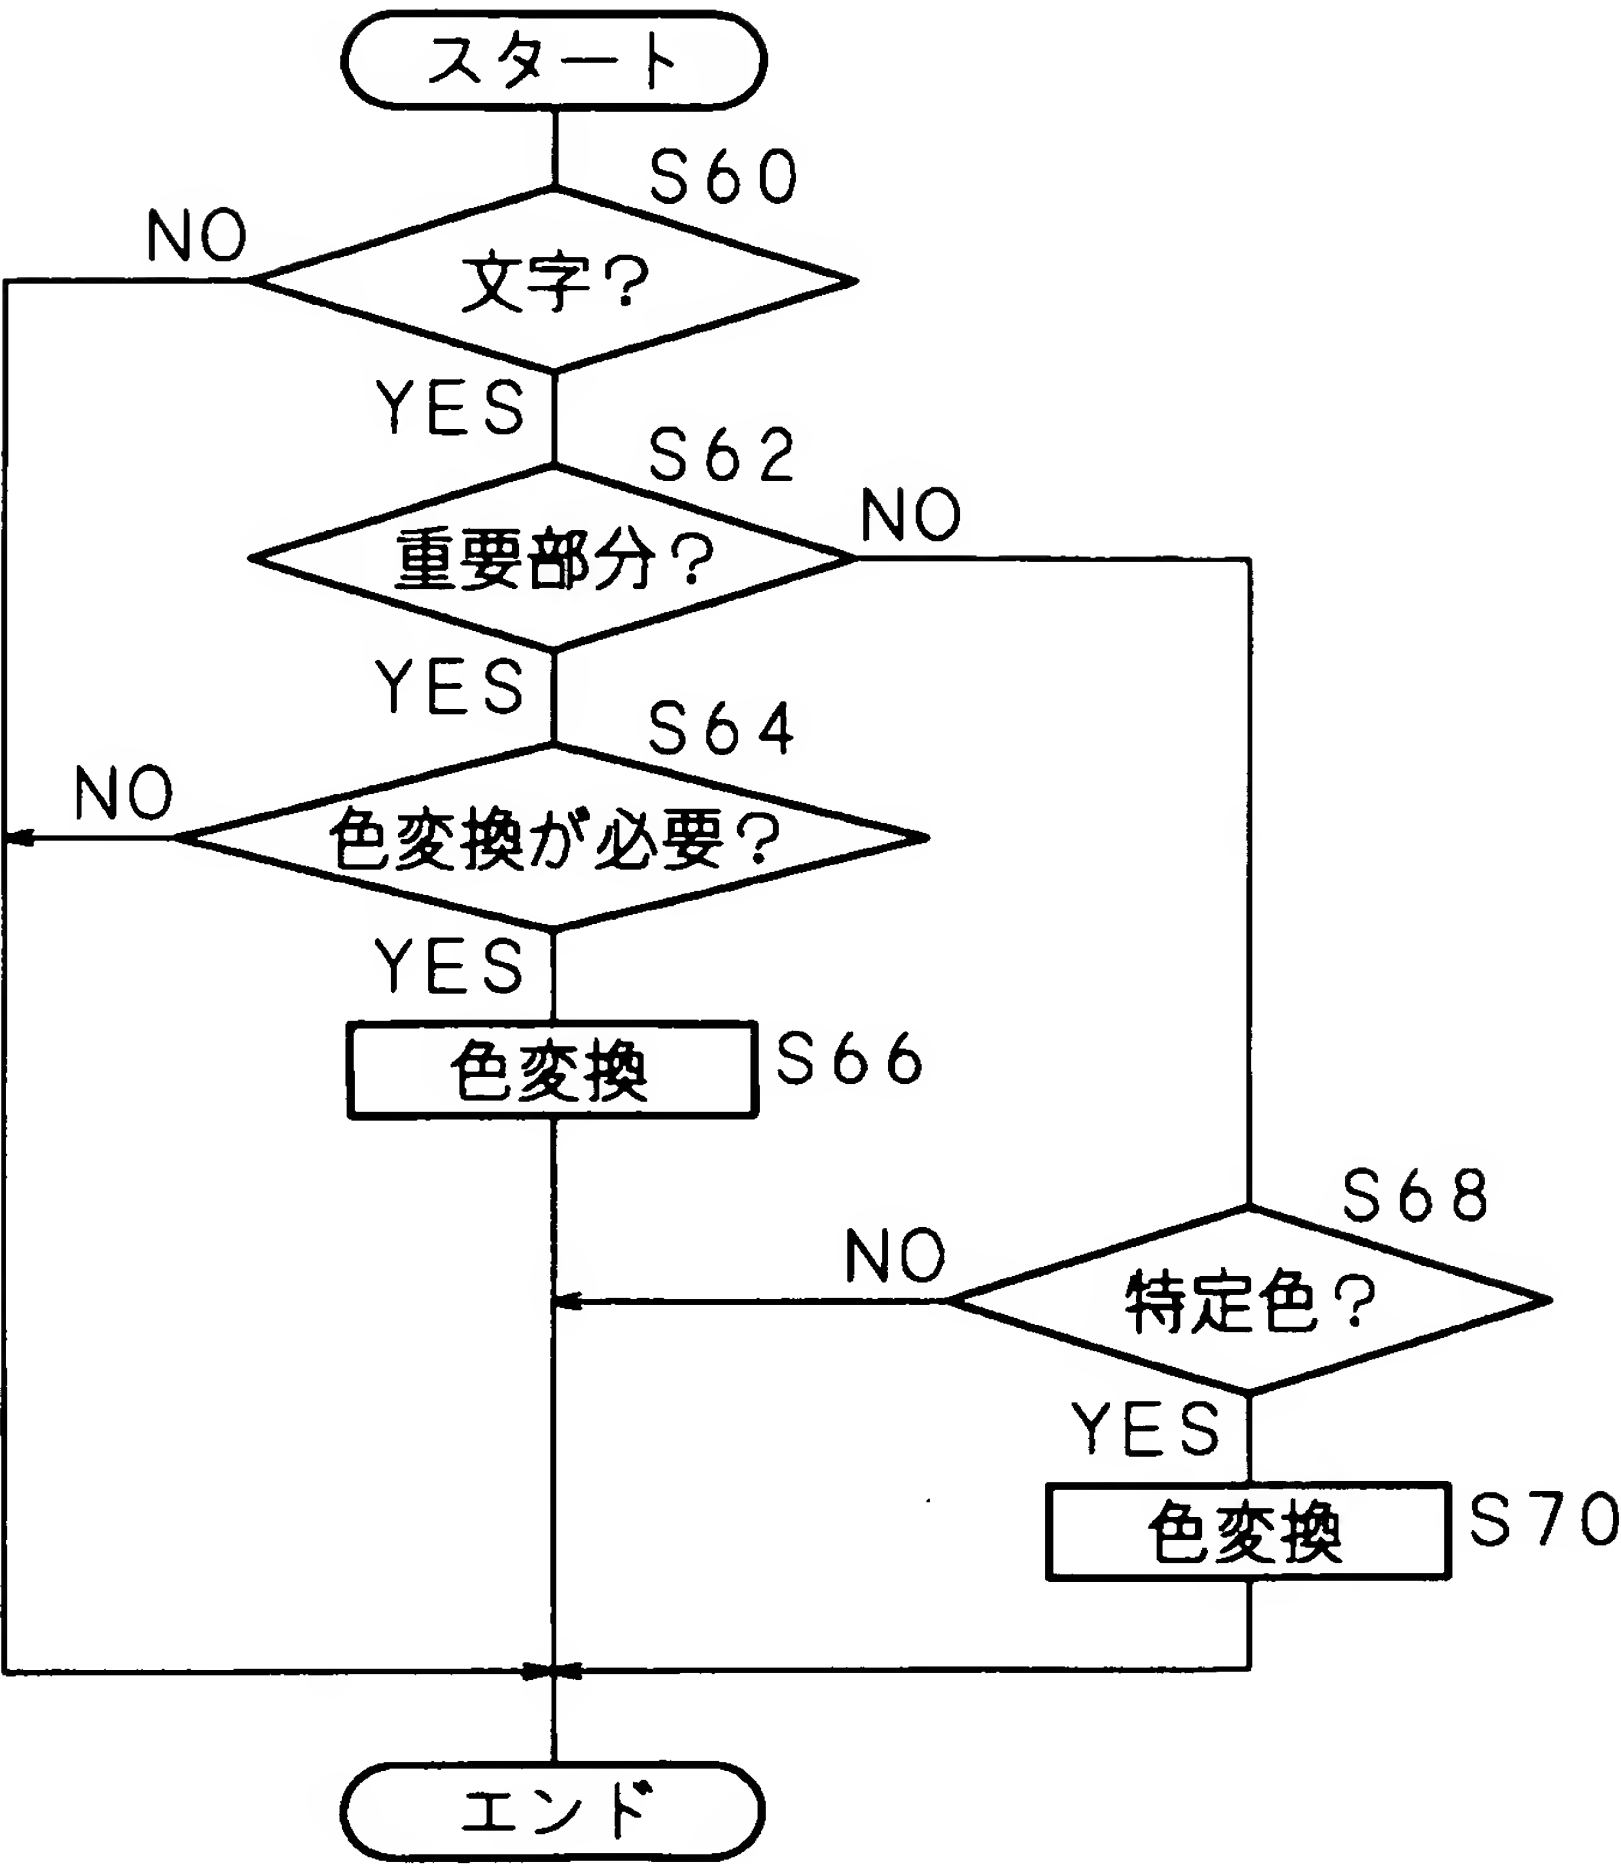 スタート
S60
NO
文字?
YES
S62
NO
重要部分?
YES
S64
NO
色変換が必要?
YES
色変換
S66
S68
NO
特定色?
YES
色変換
S70
エンド